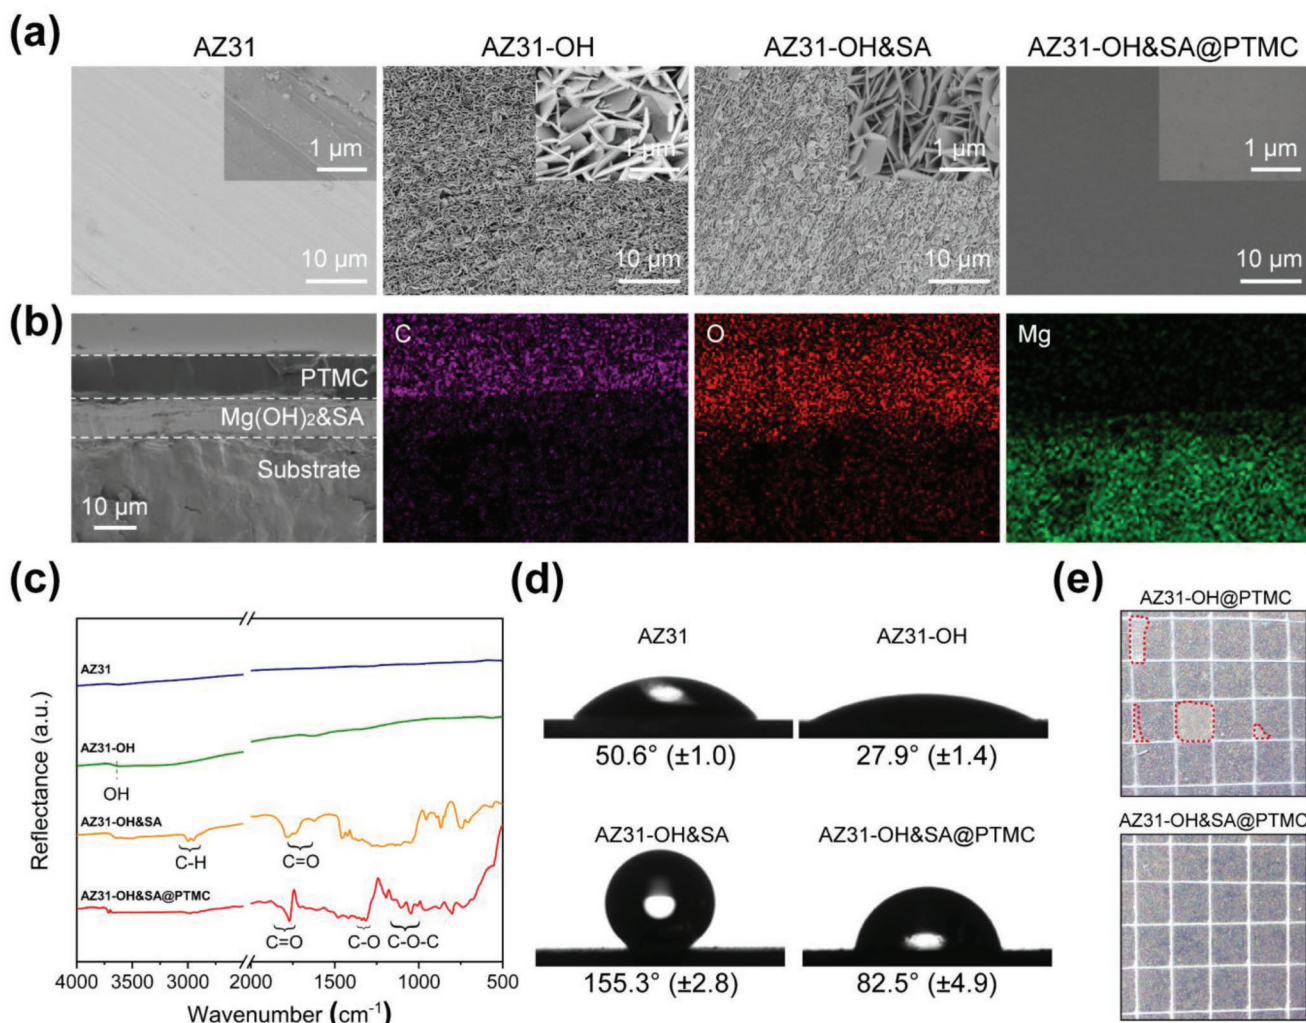 (a)
AZ31 AZ31-OH AZ31-OH&SA AZ31-OH&SA@PTMC
1 µm 1 µm 1 µm 1 µm
10 µm 10 µm 10 µm 10 µm
(b)
C O Mg
PTMC
Mg(OH)₂&SA
Substrate
10 µm
(c)
Reflectance (a.u.)
AZ31
AZ31-OH
OH
AZ31-OH&SA
C-H C=O
AZ31-OH&SA@PTMC
C=O C-O C-O-C
4000 3500 3000 2000 2000 1500 1000 500
Wavenumber (cm⁻¹)
(d)
AZ31 AZ31-OH
50.6° (±1.0) 27.9° (±1.4)
AZ31-OH&SA AZ31-OH&SA@PTMC
155.3° (±2.8) 82.5° (±4.9)
(e)
AZ31-OH@PTMC
AZ31-OH&SA@PTMC